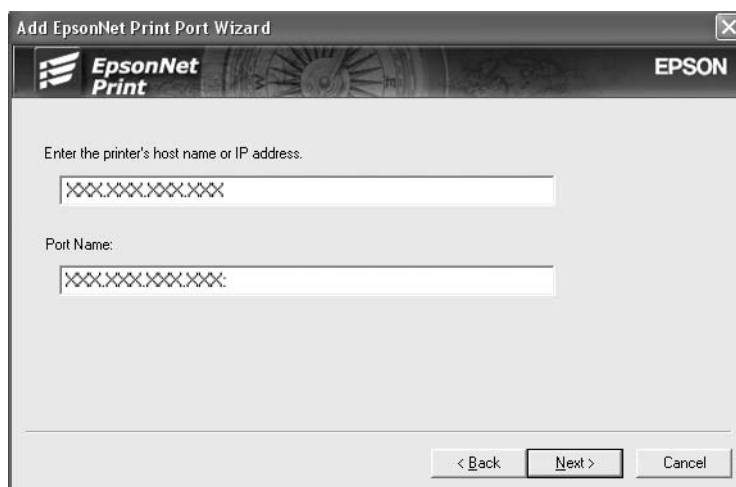 Add EpsonNet Print Port Wizard
EpsonNet
Print
EPSON
Enter the printer's host name or IP address.
XXX.XXX.XXX.XXX
Port Name:
XXX.XXX.XXX.XXX:
< Back
Next >
Cancel